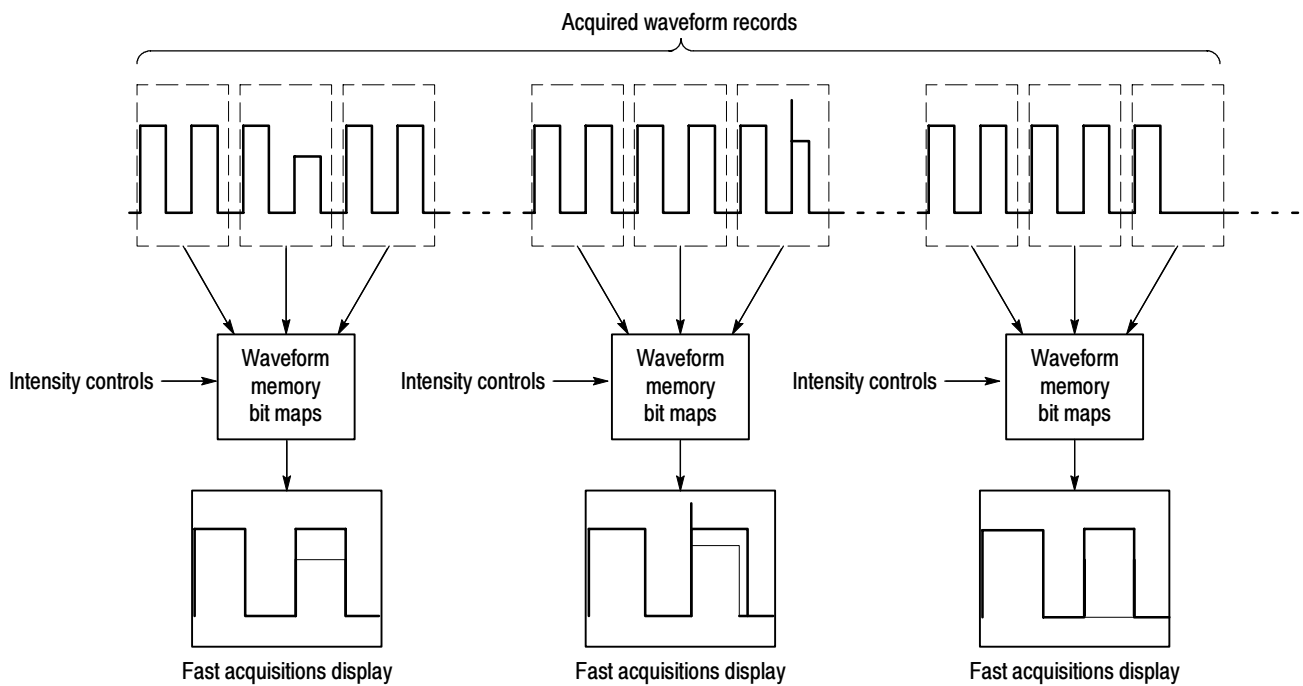 Acquired waveform records
Intensity controls
Waveform
memory
bit maps
Intensity controls
Waveform
memory
bit maps
Intensity controls
Waveform
memory
bit maps
Fast acquisitions display
Fast acquisitions display
Fast acquisitions display